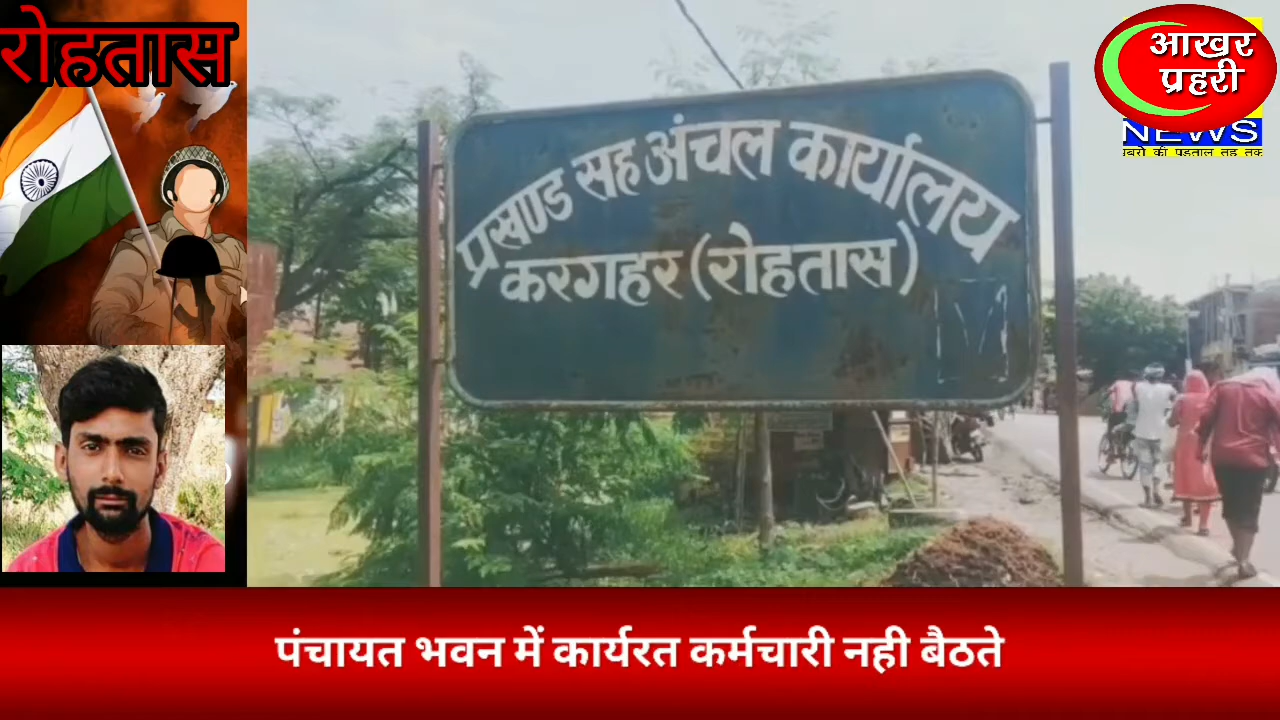 रोहतास
आखर
प्रहरी
NEWS
प्रखण्ड सह अंचल कार्यालय
करगहर (रोहतास)
पंचायत भवन में कार्यरत कर्मचारी नही बैठते